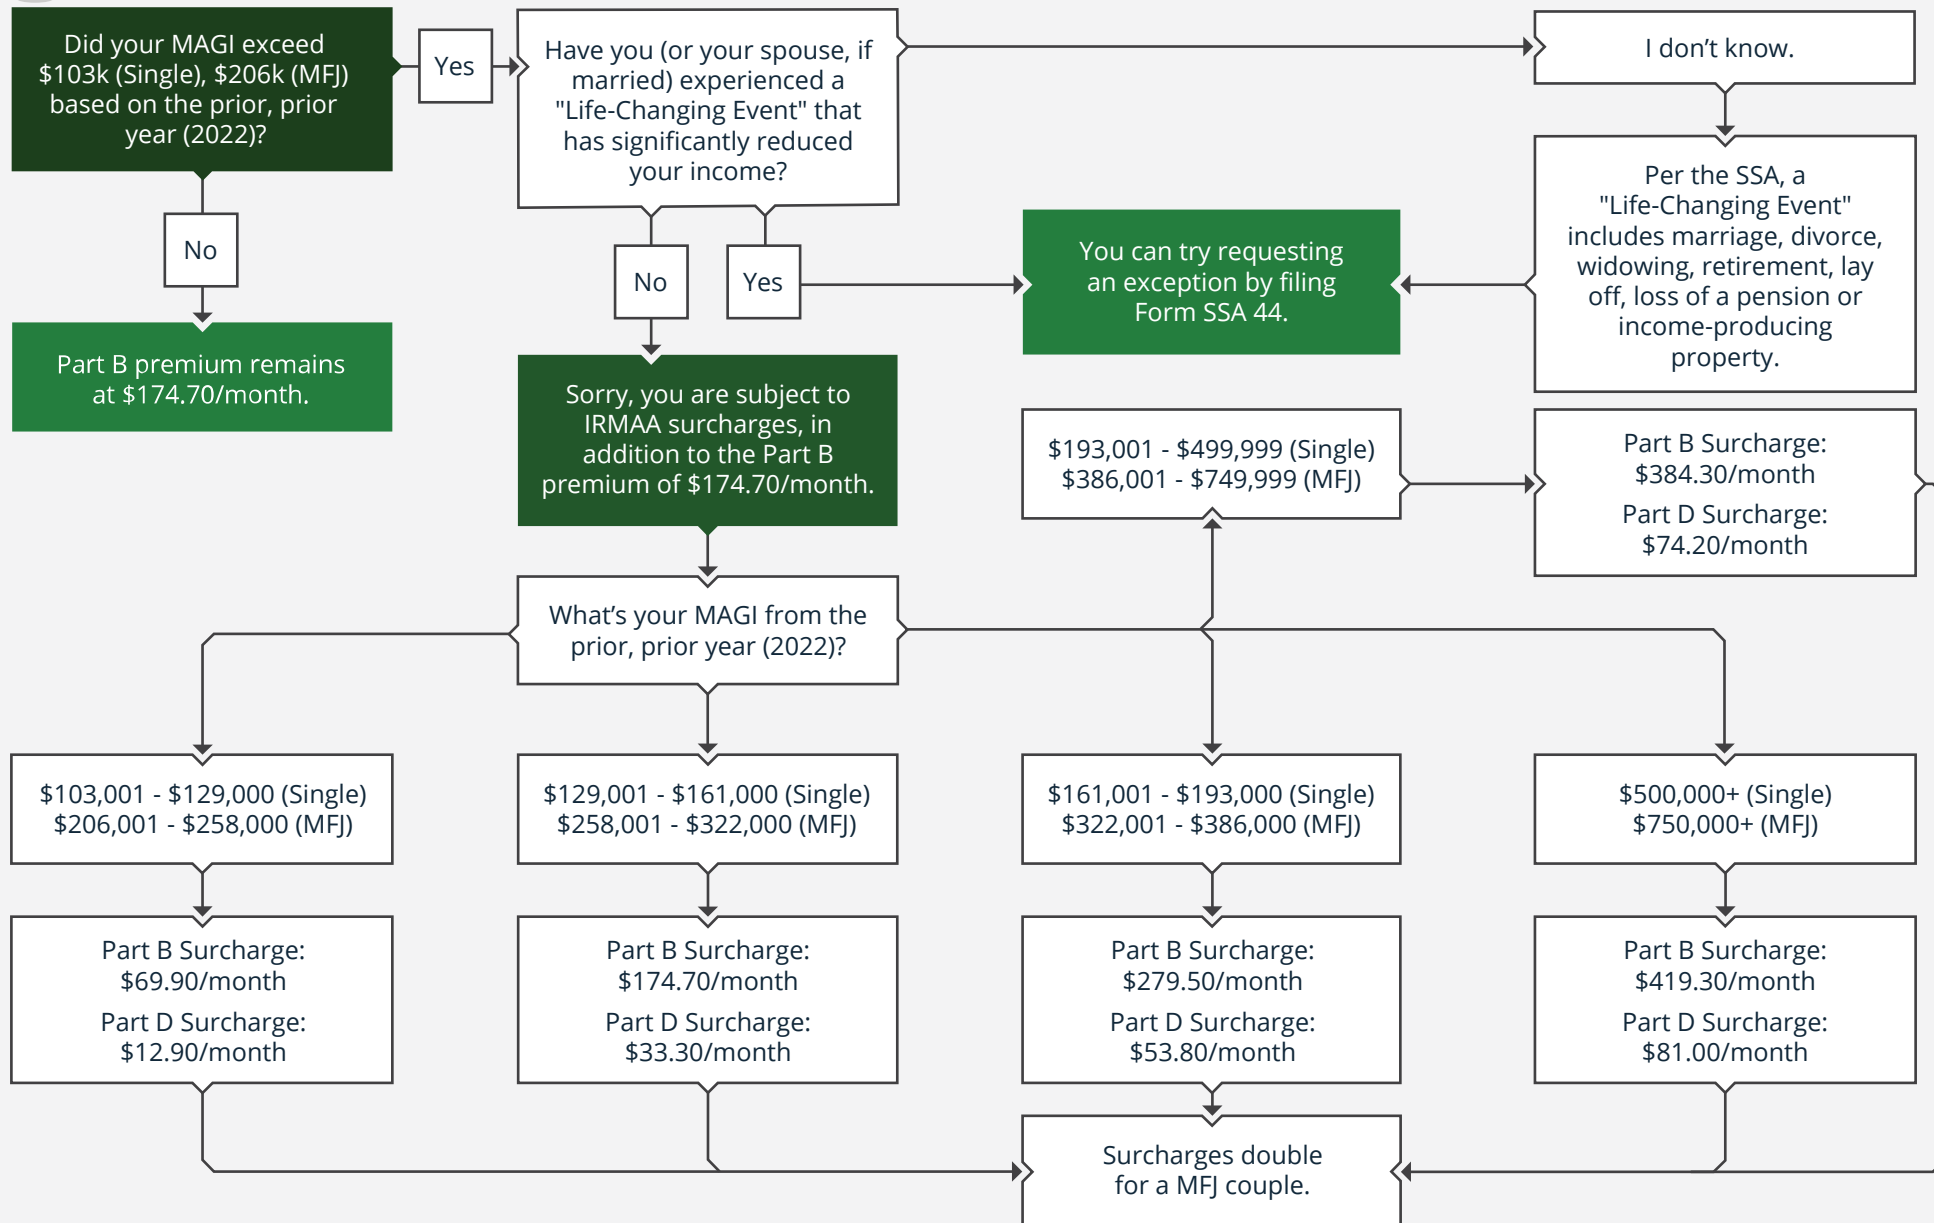 Did your MAGI exceed
$103k (Single), $206k (MFJ)
based on the prior, prior
year (2022)?
Yes
Have you (or your spouse, if
married) experienced a
"Life-Changing Event" that
has significantly reduced
your income?
I don’t know.
No
Part B premium remains
at $174.70/month.
No
Yes
You can try requesting
an exception by filing
Form SSA 44.
Per the SSA, a
"Life-Changing Event"
includes marriage, divorce,
widowing, retirement, lay
off, loss of a pension or
income-producing
property.
Sorry, you are subject to
IRMAA surcharges, in
addition to the Part B
premium of $174.70/month.
$193,001 - $499,999 (Single)
$386,001 - $749,999 (MFJ)
Part B Surcharge:
$384.30/month
Part D Surcharge:
$74.20/month
What’s your MAGI from the
prior, prior year (2022)?
$103,001 - $129,000 (Single)
$206,001 - $258,000 (MFJ)
$129,001 - $161,000 (Single)
$258,001 - $322,000 (MFJ)
$161,001 - $193,000 (Single)
$322,001 - $386,000 (MFJ)
$500,000+ (Single)
$750,000+ (MFJ)
Part B Surcharge:
$69.90/month
Part D Surcharge:
$12.90/month
Part B Surcharge:
$174.70/month
Part D Surcharge:
$33.30/month
Part B Surcharge:
$279.50/month
Part D Surcharge:
$53.80/month
Part B Surcharge:
$419.30/month
Part D Surcharge:
$81.00/month
Surcharges double
for a MFJ couple.